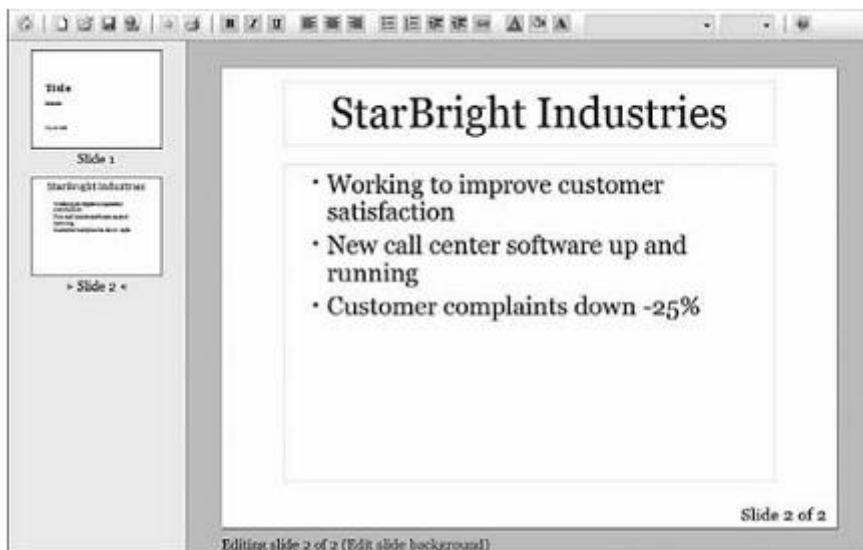 B I U
Title
Slide 1
StarBright Industries
Slide 2
StarBright Industries
• Working to improve customer
satisfaction
• New call center software up and
running
• Customer complaints down -25%
Slide 2 of 2
Editing slide 2 of 2 (Edit slide background)